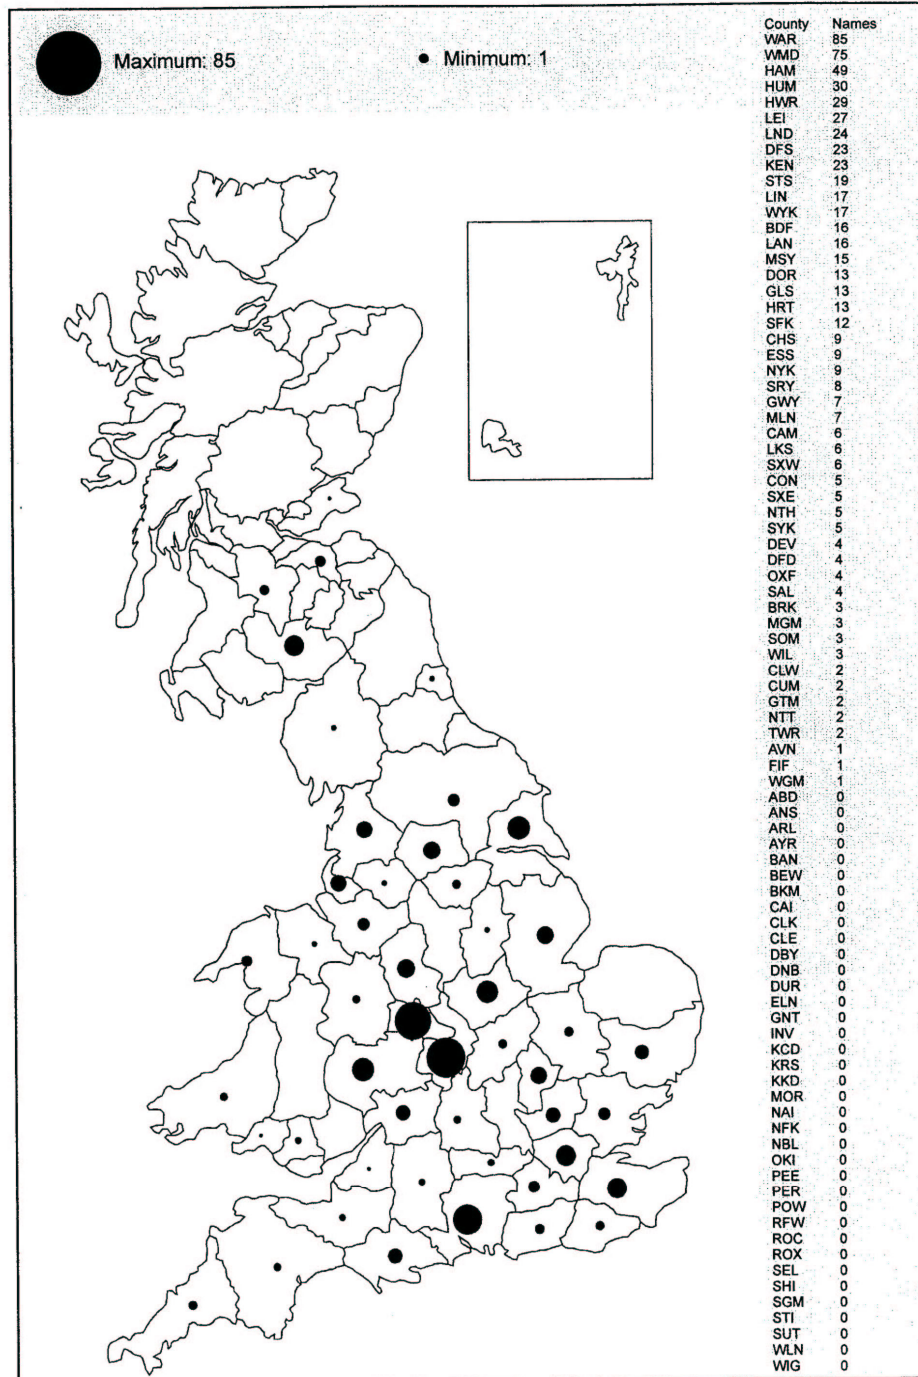 Maximum: 85
Minimum: 1
County Names
WAR 85
WMD 75
HAM 49
HUM 30
HWR 29
LEI 27
LND 24
DFS 23
KEN 23
STS 19
LIN 17
WYK 17
BDF 16
LAN 16
MSY 15
DOR 13
GLS 13
HRT 13
SFK 12
CHS 9
ESS 9
NYK 9
SRY 8
GWY 7
MLN 7
CAM 6
LKS 6
SXW 6
CON 5
SXE 5
NTH 5
SYK 5
DEV 4
DFD 4
OXF 4
SAL 4
BRK 3
MGM 3
SOM 3
WIL 3
CLW 2
CUM 2
GTM 2
NTT 2
TWR 2
AVN 1
FIF 1
WGM 1
ABD 0
ANS 0
ARL 0
AYR 0
BAN 0
BEW 0
BKM 0
CAI 0
CLK 0
CLE 0
DBY 0
DNB 0
DUR 0
ELN 0
GNT 0
INV 0
KCD 0
KRS 0
KKD 0
MOR 0
NAI 0
NFK 0
NBL 0
OKI 0
PEE 0
PER 0
POW 0
RFW 0
ROC 0
ROX 0
SEL 0
SHI 0
SGM 0
STI 0
SUT 0
WLN 0
WIG 0